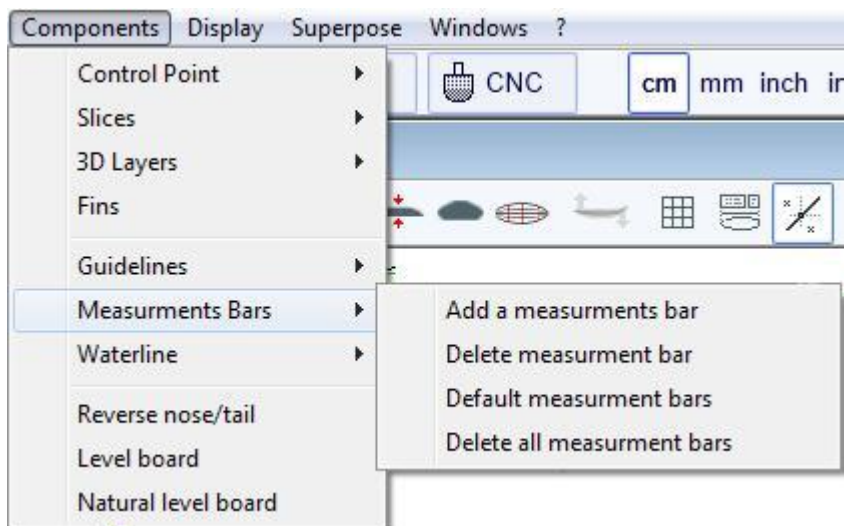 Components Display Superpose Windows ?
CNC cm mm inch
Control Point
Slices
3D Layers
Fins
Guidelines
Measurments Bars
Waterline
Reverse nose/tail
Level board
Natural level board
Add a measurments bar
Delete measurment bar
Default measurment bars
Delete all measurment bars